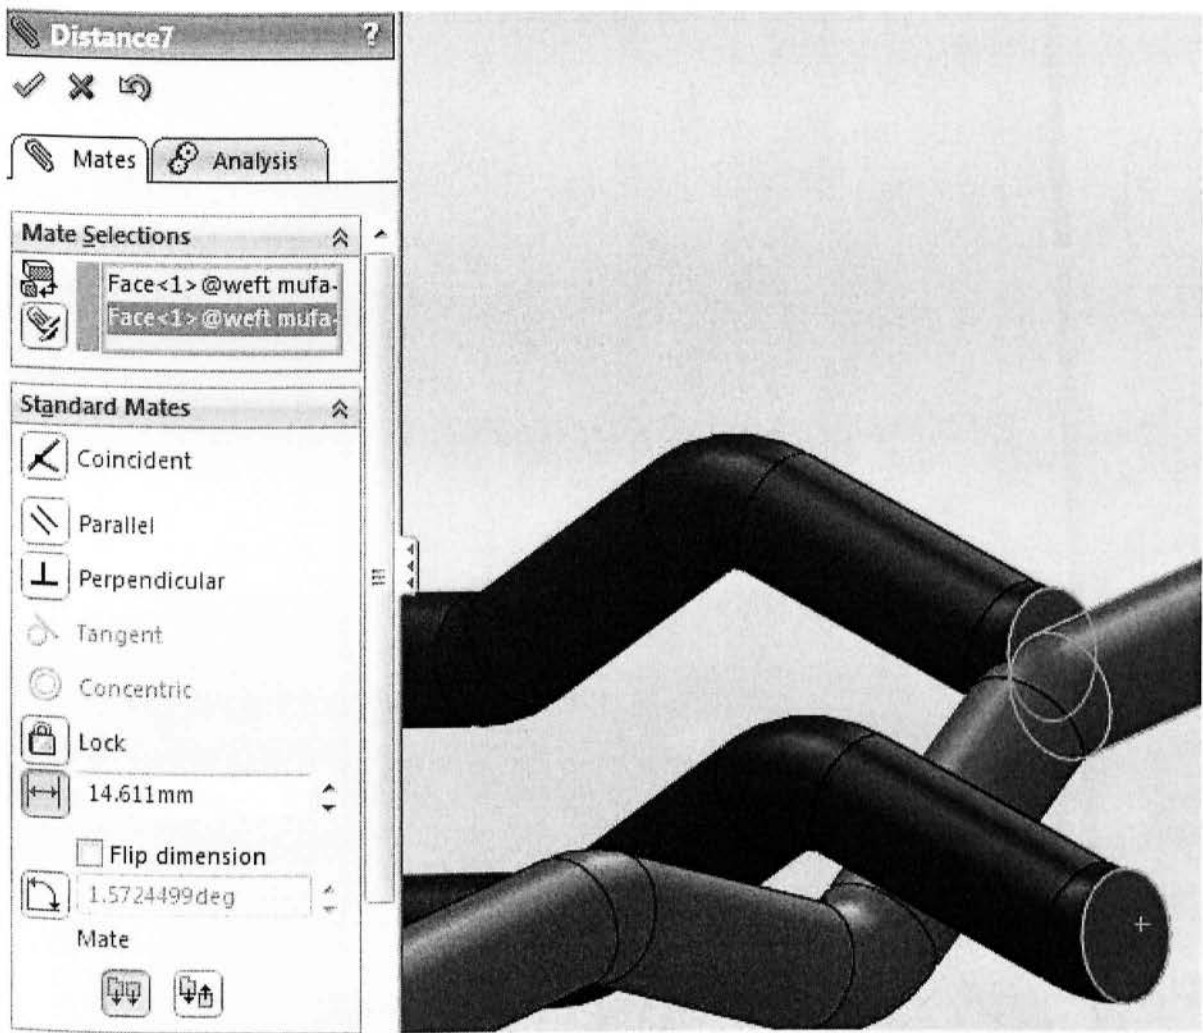 Distance7 ?
Mates Analysis
Mate Selections
Face<1>@weft mufa-
Face<1>@weft mufa-
Standard Mates
Coincident
Parallel
Perpendicular
Tangent
Concentric
Lock
14.611mm
Flip dimension
1.5724499deg
Mate